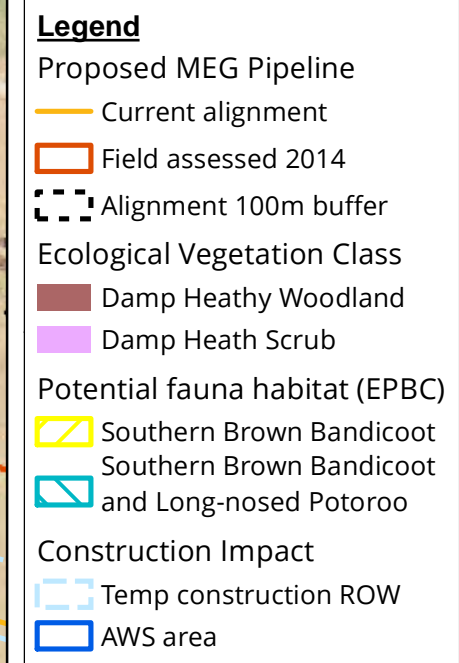 Legend
Proposed MEG Pipeline
Current alignment
Field assessed 2014
Alignment 100m buffer
Ecological Vegetation Class
Damp Heathy Woodland
Damp Heath Scrub
Potential fauna habitat (EPBC)
Southern Brown Bandicoot
Southern Brown Bandicoot
and Long-nosed Potoroo
Construction Impact
Temp construction ROW
AWS area